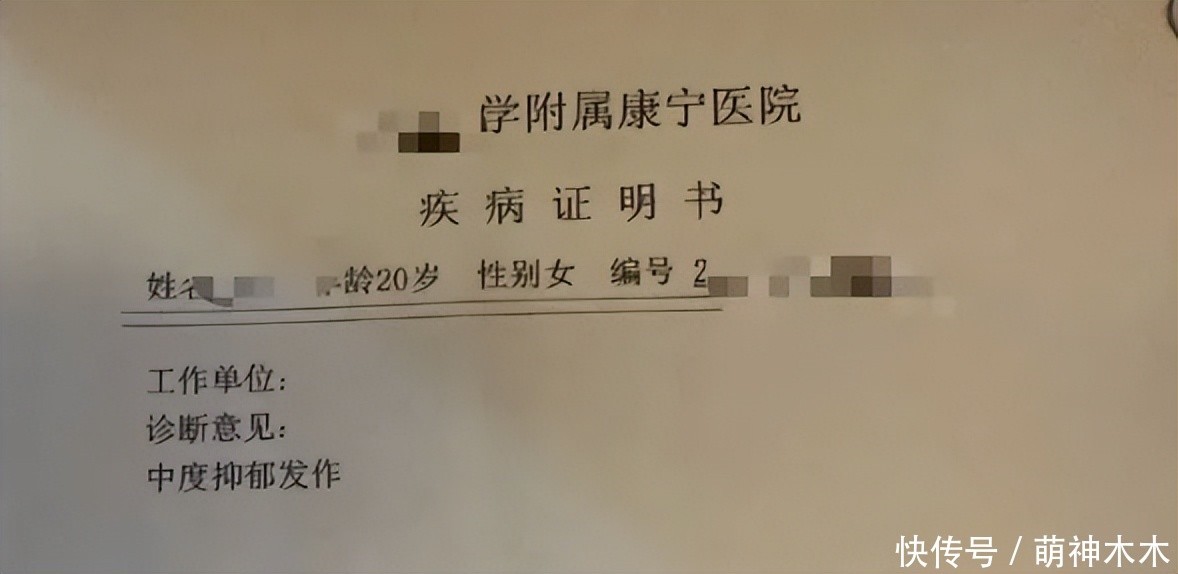 学附属康宁医院
疾病证明书
姓 龄20岁 性别女 编号 2
工作单位:
诊断意见:
中度抑郁发作
快传号 / 萌神木木